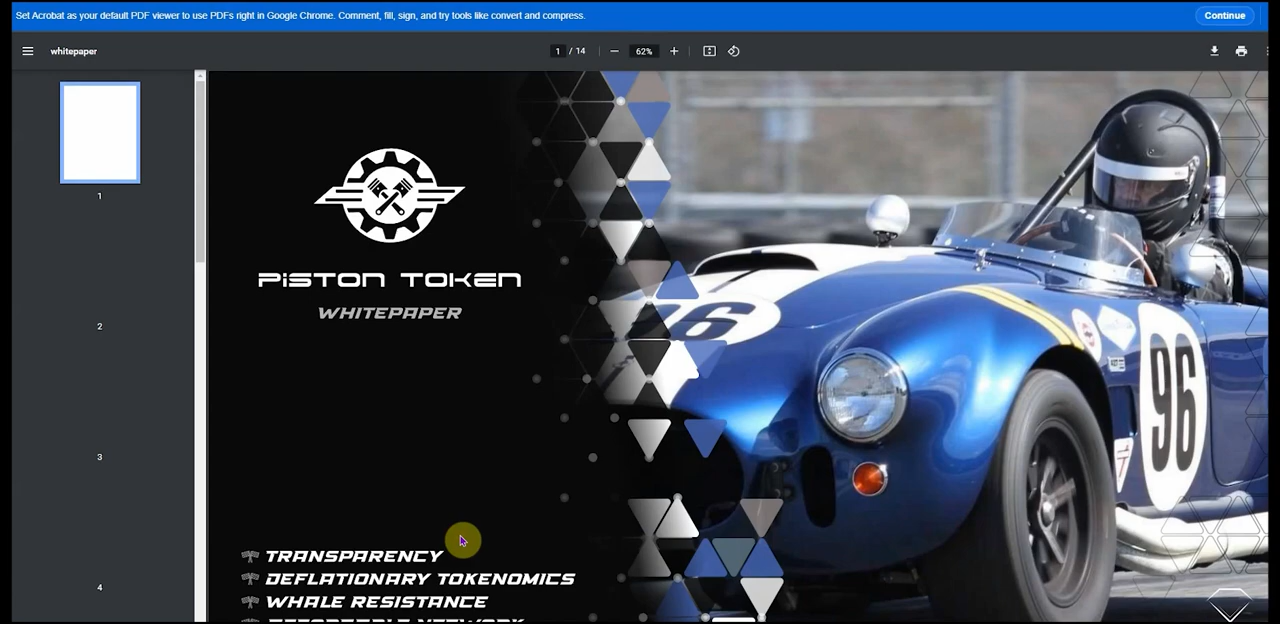 Set Acrobat as your default PDF viewer to use PDFs right in Google Chrome. Comment, fill, sign, and try tools like convert and compress.
Continue
whitepaper
1 / 14
62%
1
2
3
4
PISTON TOKEN
WHITEPAPER
TRANSPARENCY
DEFLATIONARY TOKENOMICS
WHALE RESISTANCE
96
96